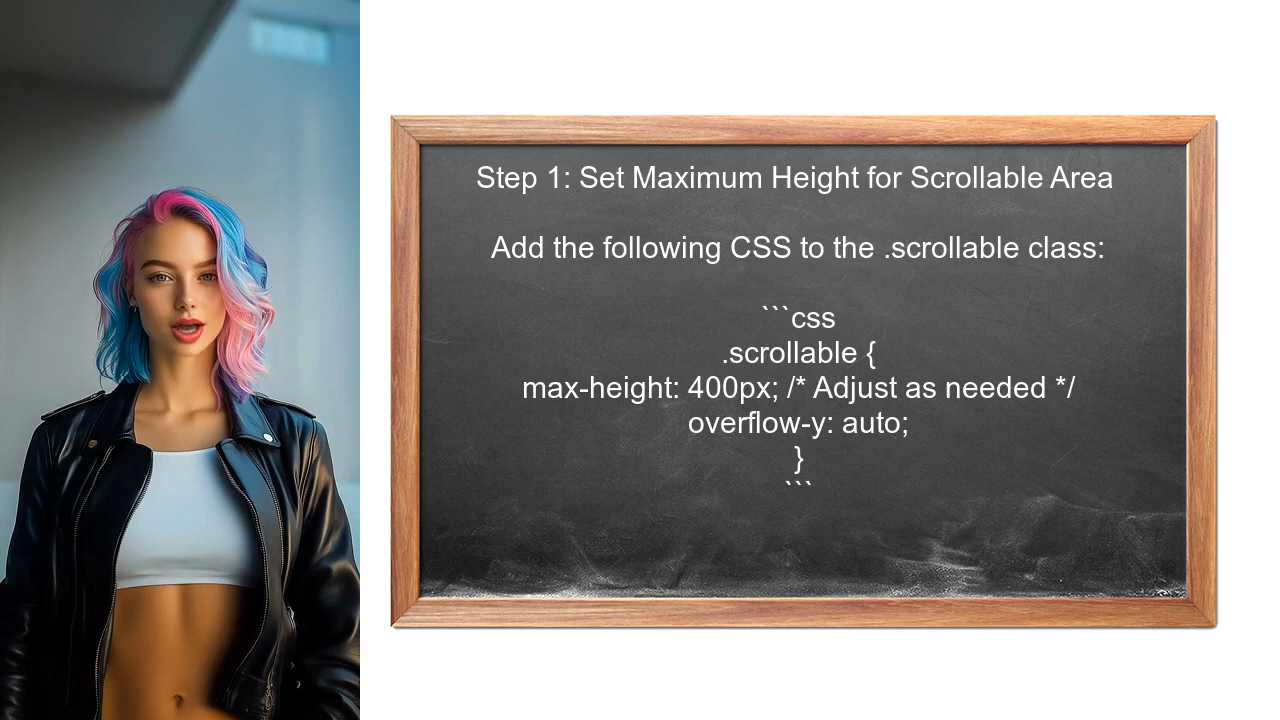 Step 1: Set Maximum Height for Scrollable Area
Add the following CSS to the .scrollable class:
```css
.scrollable {
max-height: 400px; /* Adjust as needed */
overflow-y: auto;
}
```